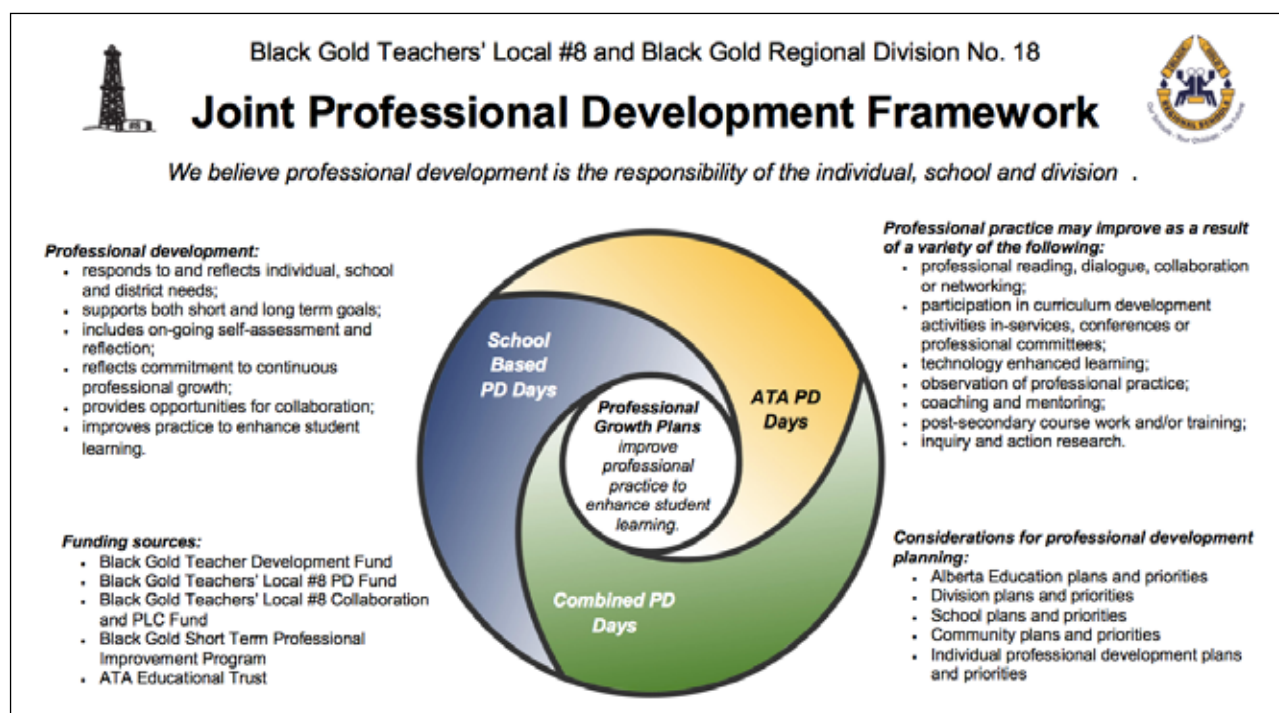 Black Gold Teachers' Local #8 and Black Gold Regional Division No. 18
Joint Professional Development Framework
We believe professional development is the responsibility of the individual, school and division .
Professional development:
• responds to and reflects individual, school
and district needs;
• supports both short and long term goals;
• includes on-going self-assessment and
reflection;
• reflects commitment to continuous
professional growth;
• provides opportunities for collaboration;
• improves practice to enhance student
learning.
Funding sources:
• Black Gold Teacher Development Fund
• Black Gold Teachers' Local #8 PD Fund
• Black Gold Teachers' Local #8 Collaboration
and PLC Fund
• Black Gold Short Term Professional
Improvement Program
• ATA Educational Trust
School
Based
PD Days
ATA PD
Days
Combined PD
Days
Professional
Growth Plans
improve
professional
practice to
enhance student
learning.
Professional practice may improve as a result
of a variety of the following:
• professional reading, dialogue, collaboration
or networking;
• participation in curriculum development
activities in-services, conferences or
professional committees;
• technology enhanced learning;
• observation of professional practice;
• coaching and mentoring;
• post-secondary course work and/or training;
• inquiry and action research.
Considerations for professional development
planning:
• Alberta Education plans and priorities
• Division plans and priorities
• School plans and priorities
• Community plans and priorities
• Individual professional development plans
and priorities